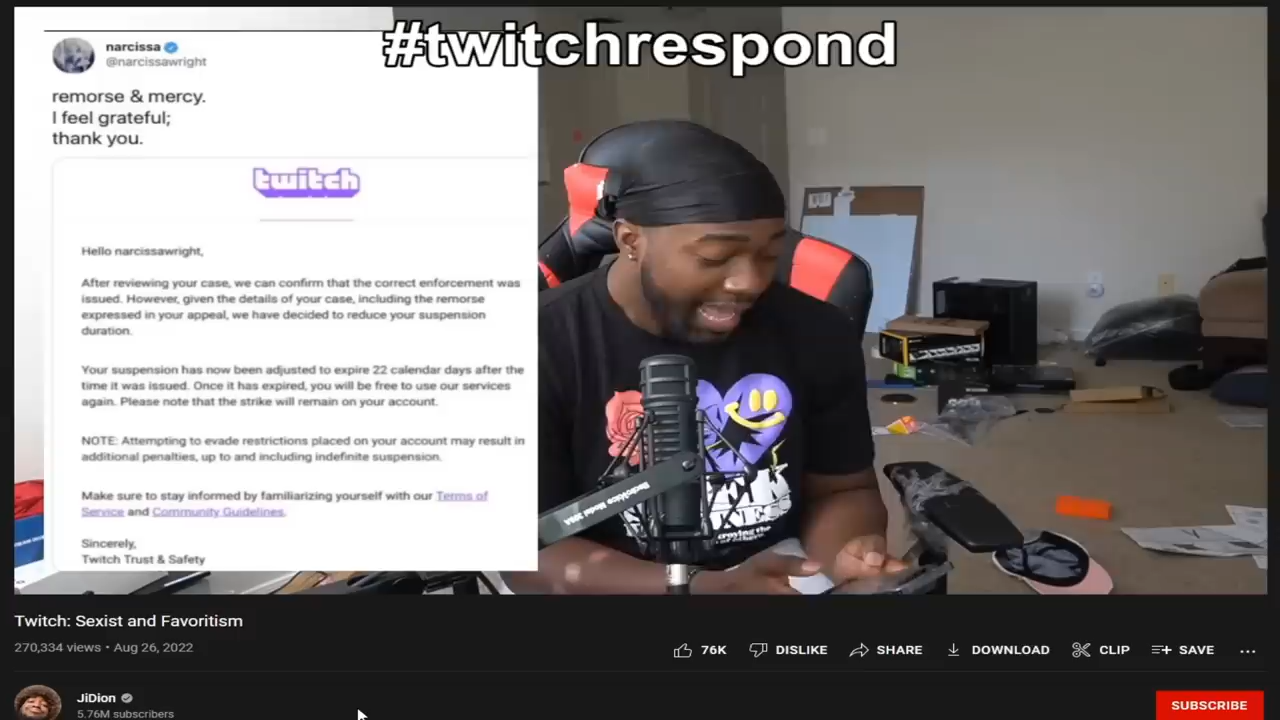 #twitchrespond
narcissa
@narcissawright
remorse & mercy.
I feel grateful;
thank you.
twitch
Hello narcissawright,
After reviewing your case, we can confirm that the correct enforcement was
issued. However, given the details of your case, including the remorse
expressed in your appeal, we have decided to reduce your suspension
duration.
Your suspension has now been adjusted to expire 22 calendar days after the
time it was issued. Once it has expired, you will be free to use our services
again. Please note that the strike will remain on your account.
NOTE: Attempting to evade restrictions placed on your account may result in
additional penalties, up to and including indefinite suspension.
Make sure to stay informed by familiarizing yourself with our Terms of
Service and Community Guidelines.
Sincerely,
Twitch Trust & Safety
Twitch: Sexist and Favoritism
270,334 views • Aug 26, 2022
76K
DISLIKE
SHARE
DOWNLOAD
CLIP
SAVE
...
JiDion
5.76M subscribers
SUBSCRIBE